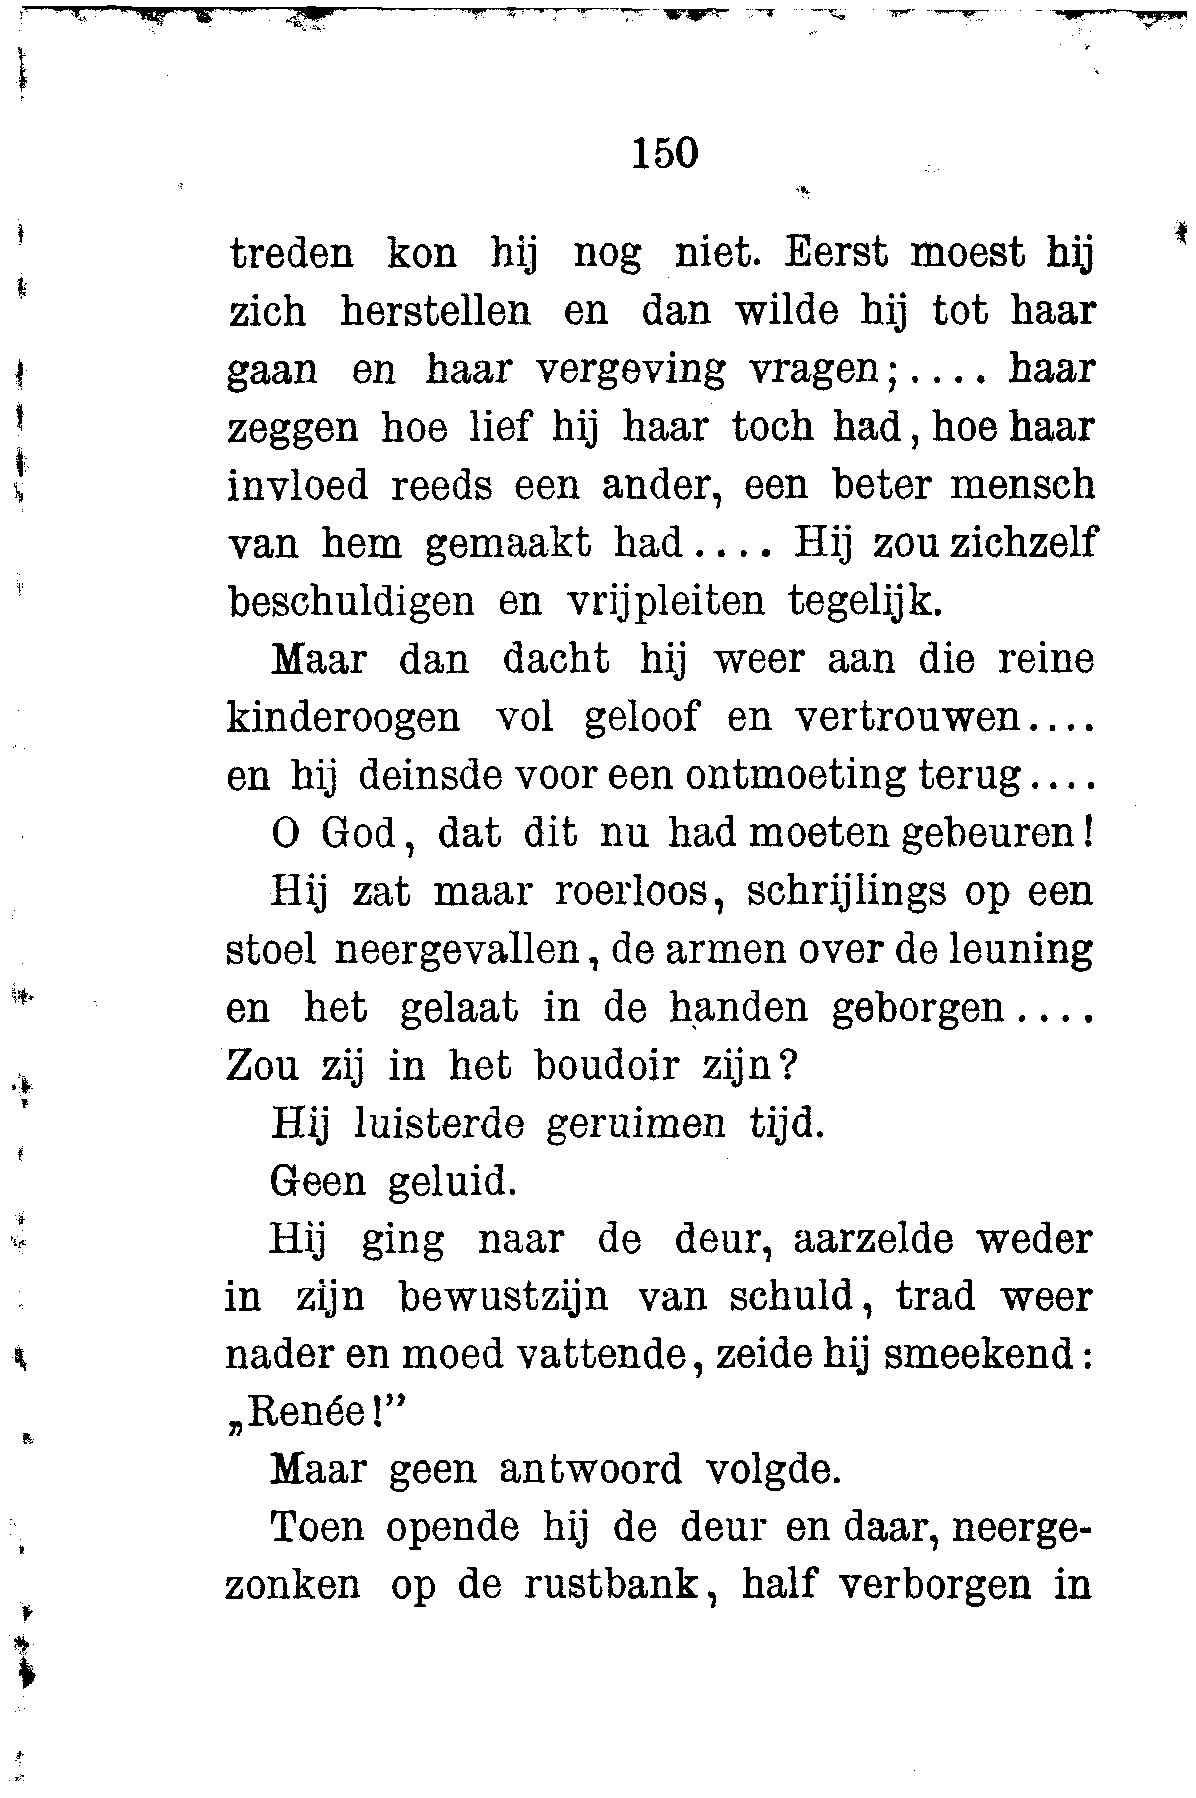 150
treden kon hij nog niet. Eerst moest hij
zich herstellen en dan wilde hij tot haar
gaan en haar vergeving vragen;.... haar
zeggen hoe lief hij haar toch had, hoe haar
invloed reeds een ander, een beter mensch
van hem gemaakt had.... Hij zou zichzelf
beschuldigen en vrijpleiten tegelijk.
Maar dan dacht hij weer aan die reine
kinderoogen vol geloof en vertrouwen....
en hij deinsde voor een ontmoeting terug....
O God, dat dit nu had moeten gebeuren!
Hij zat maar roerloos, schrijlings op een
stoel neergevallen, de armen over de leuning
en het gelaat in de handen geborgen....
Zou zij in het boudoir zijn?
Hij luisterde geruimen tijd.
Geen geluid.
Hij ging naar de deur, aarzelde weder
in zijn bewustzijn van schuld, trad weer
nader en moed vattende, zeide hij smeekend:
„Renée!”
Maar geen antwoord volgde.
Toen opende hij de deur en daar, neerge-
zonken op de rustbank, half verborgen in